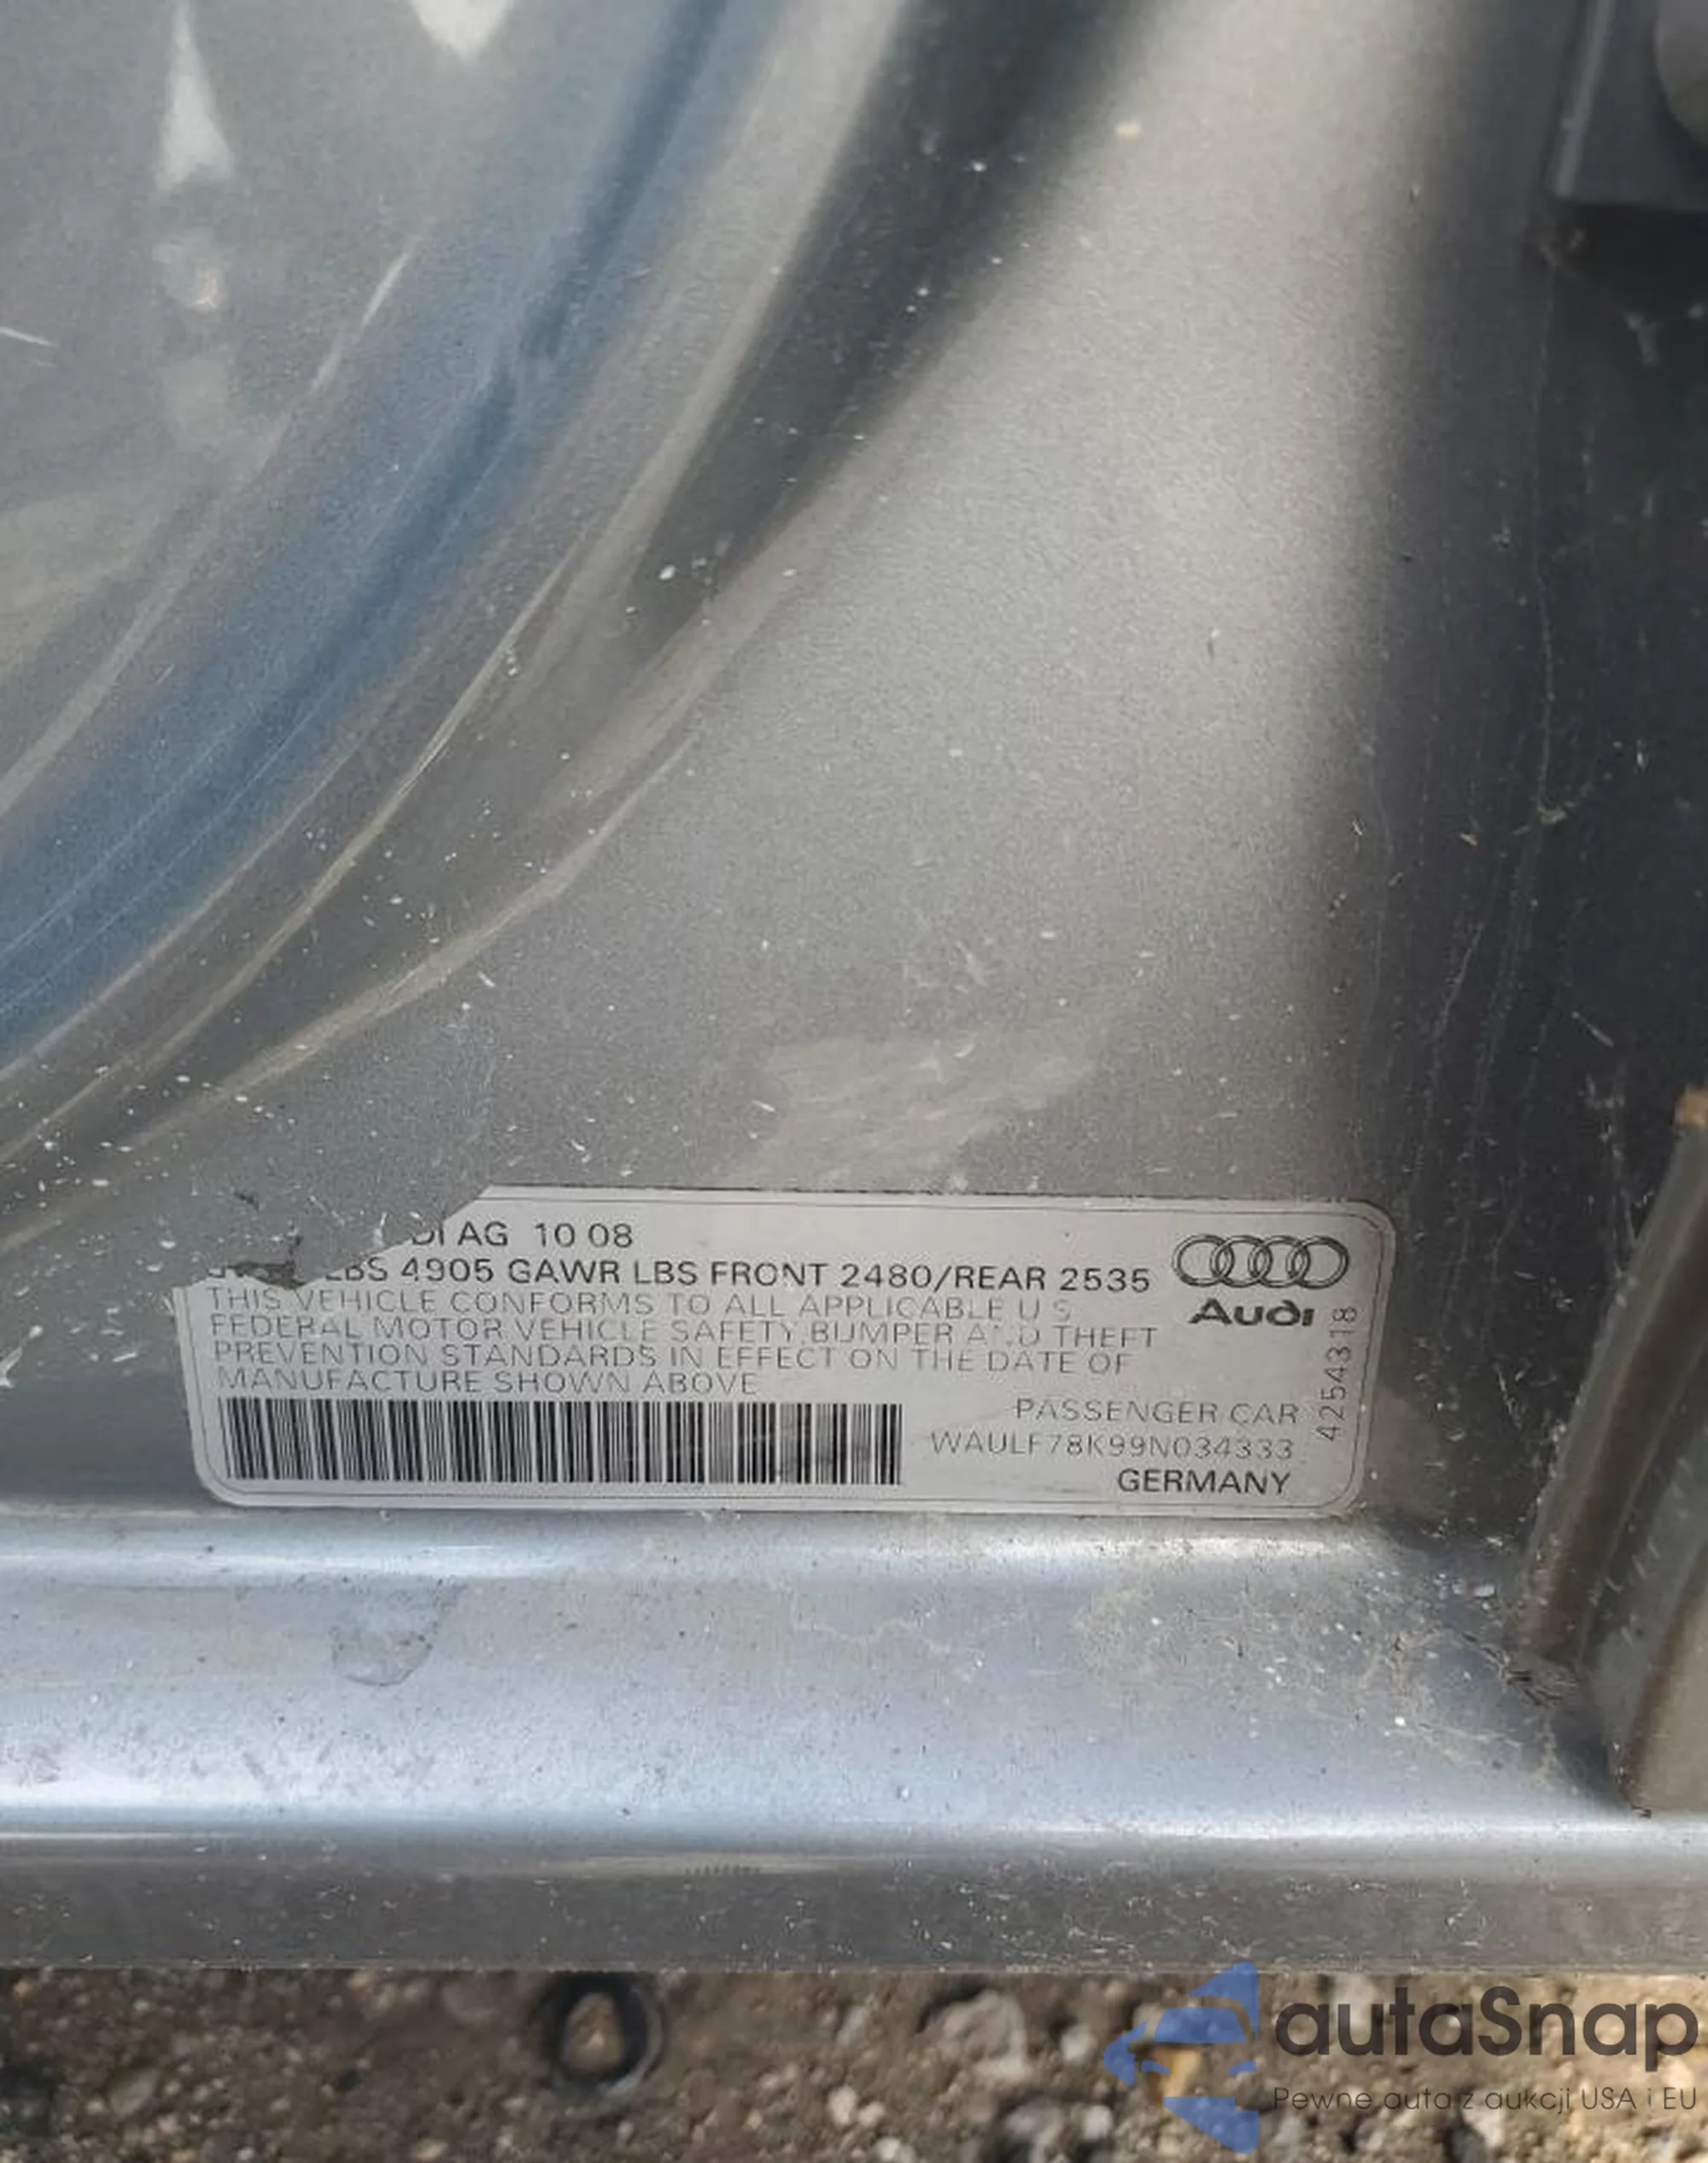 DI AG 10 08
LBS 4905 GAWR LBS FRONT 2480/REAR 2535
THIS VEHICLE CONFORMS TO ALL APPLICABLE U S
FEDERAL MOTOR VEHICLE SAFETY, BUMPER AND THEFT
PREVENTION STANDARDS IN EFFECT ON THE DATE OF
MANUFACTURE SHOWN ABOVE
Audi
4254318
PASSENGER CAR
WAULF78K99N034333
GERMANY
autaSnap
Pewne auta z aukcji USA i EU